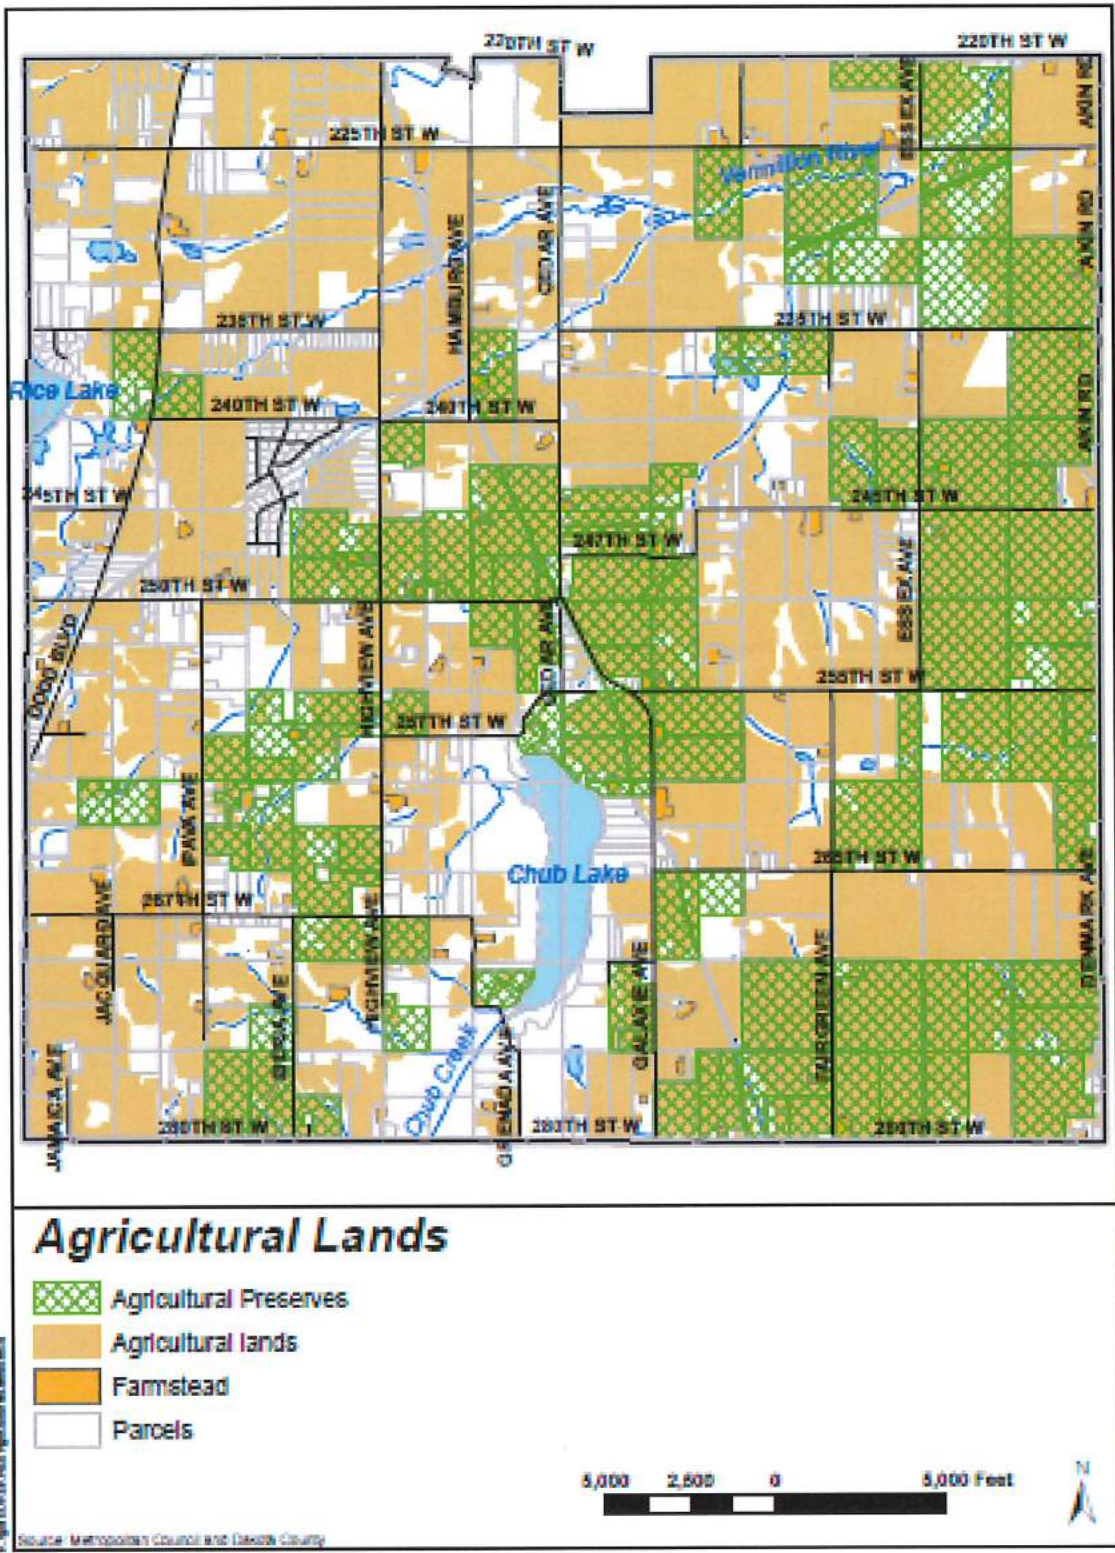 220TH ST W
220TH ST W
ESSEX AVE
AKIN RD
225TH ST W
Vermillion River
HAMBURG AVE
CEDAR AVE
AKIN RD
235TH ST W
235TH ST W
Rice Lake
240TH ST W
240TH ST W
AKIN RD
245TH ST W
245TH ST W
247TH ST W
250TH ST W
ESSEX AVE
DODD BLVD
HIGHVIEW AVE
CEDAR AVE
255TH ST W
257TH ST W
IPAVA AVE
Chub Lake
265TH ST W
267TH ST W
JACQUARD AVE
HIGHVIEW AVE
DENMARK AVE
GALAXIE AVE
FAIRGREEN AVE
Chub Creek
GRENADA AVE
JAMAICA AVE
280TH ST W
280TH ST W
280TH ST W
Agricultural Lands
Agricultural Preserves
Agricultural lands
Farmstead
Parcels
5,000 2,500 0 5,000 Feet
N
Source: Metropolitan Council and Dakota County